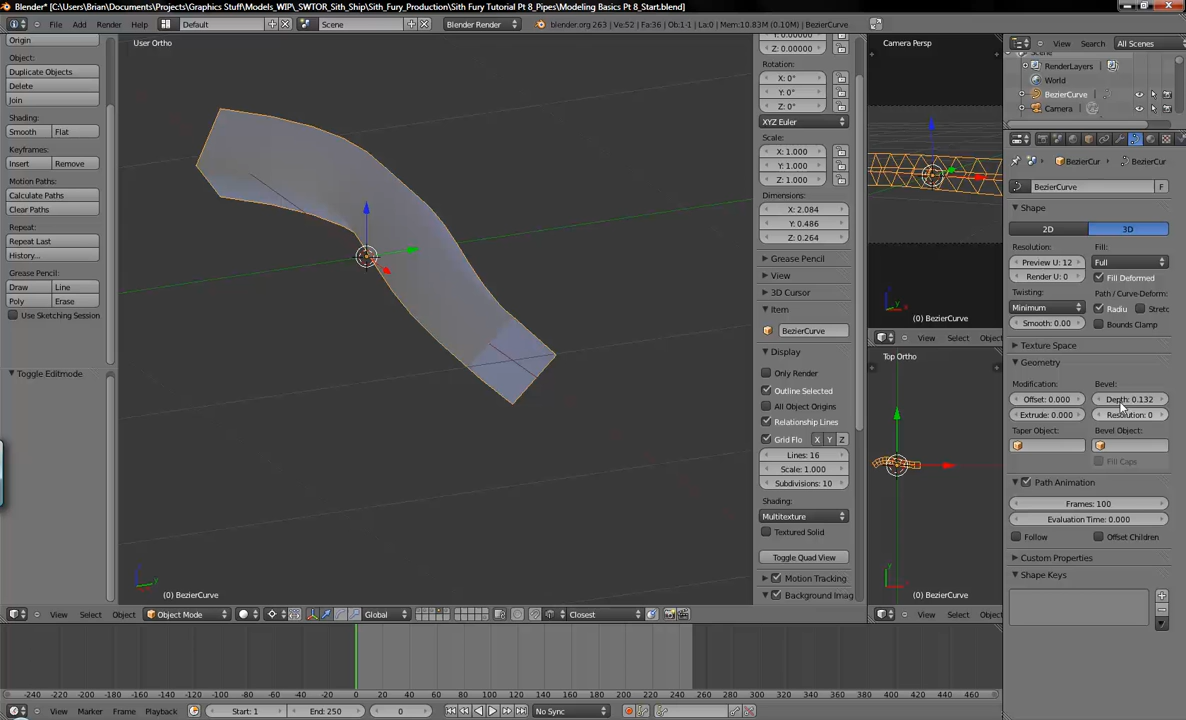 Blender* [C:\Users\Brian\Documents\Projects\Graphics Stuff\Models_WIP\_SWTOR_Sith_Ship\Sith_Fury_Production\Sith Fury Tutorial Pt 8_Pipes\Modeling Basics Pt 8_Start.blend]
File Add Render Help Default Scene Blender Render blender.org 263 | Ve:52 | Fa:36 | Ob:1-1 | La:0 | Mem:10.83M (0.10M) | BezierCurve
Origin
Object:
Duplicate Objects
Delete
Join
Shading:
Smooth Flat
Keyframes:
Insert Remove
Motion Paths:
Calculate Paths
Clear Paths
Repeat:
Repeat Last
History...
Grease Pencil:
Draw Line
Poly Erase
Use Sketching Session
Toggle Editmode
User Ortho
(0) BezierCurve
View Select Object Object Mode Global Closest
Z: 0.00000
Rotation:
X: 0°
Y: 0°
Z: 0°
XYZ Euler
Scale:
X: 1.000
Y: 1.000
Z: 1.000
Dimensions:
X: 2.084
Y: 0.486
Z: 0.264
Grease Pencil
View
3D Cursor
Item
BezierCurve
Display
Only Render
Outline Selected
All Object Origins
Relationship Lines
Grid Flo X Y Z
Lines: 16
Scale: 1.000
Subdivisions: 10
Shading:
Multitexture
Textured Solid
Toggle Quad View
Motion Tracking
Background Imag
Camera Persp
(0) BezierCurve
View Select Object
Top Ortho
(0) BezierCurve
View Select Object
View Search All Scenes
RenderLayers
World
BezierCurve
Camera
BezierCur BezierCur
BezierCurve F
Shape
2D 3D
Resolution: Fill:
Preview U: 12 Full
Render U: 0 Fill Deformed
Twisting: Path / Curve-Deform:
Minimum Radiu Stretc
Smooth: 0.00 Bounds Clamp
Texture Space
Geometry
Modification: Bevel:
Offset: 0.000 Depth: 0.132
Extrude: 0.000 Resolution: 0
Taper Object: Bevel Object:
Fill Caps
Path Animation
Frames: 100
Evaluation Time: 0.000
Follow Offset Children
Custom Properties
Shape Keys
-240 -220 -200 -180 -160 -140 -120 -100 -80 -60 -40 -20 0 20 40 60 80 100 120 140 160 180 200 220 240 260 280 300 320 340 360 380 400 420 440 460
View Marker Frame Playback Start: 1 End: 250 0 No Sync